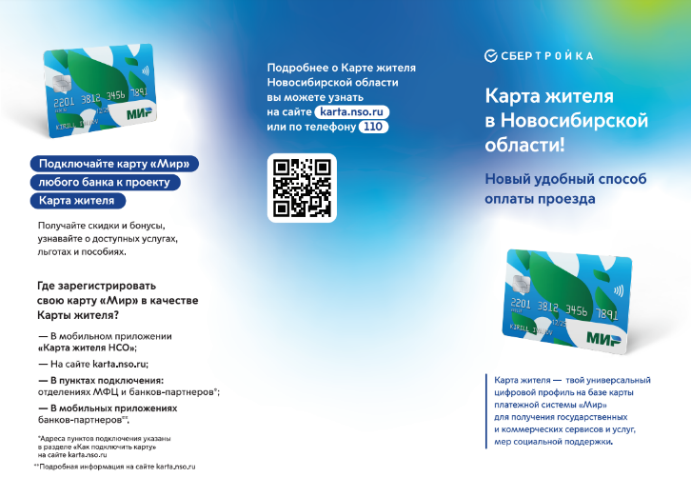 2201 3812 3456 7891
МИР
Подключайте карту «Мир»
любого банка к проекту
Карта жителя
Получайте скидки и бонусы,
узнавайте о доступных услугах,
льготах и пособиях.
Где зарегистрировать
свою карту «Мир» в качестве
Карты жителя?
— В мобильном приложении
«Карта жителя НСО»;
— На сайте karta.nso.ru;
— В пунктах подключения:
отделениях МФЦ и банков-партнеров*;
— В мобильных приложениях
банков-партнеров**.
*Адреса пунктов подключения указаны
в разделе «Как подключить карту»
на сайте karta.nso.ru
**Подробная информация на сайте karta.nso.ru
Подробнее о Карте жителя
Новосибирской области
вы можете узнать
на сайте karta.nso.ru
или по телефону 110
СБЕРТРОЙКА
Карта жителя
в Новосибирской
области!
Новый удобный способ
оплаты проезда
2201 3812 3456 7891
МИР
Карта жителя — твой универсальный
цифровой профиль на базе карты
платежной системы «Мир»
для получения государственных
и коммерческих сервисов и услуг,
мер социальной поддержки.